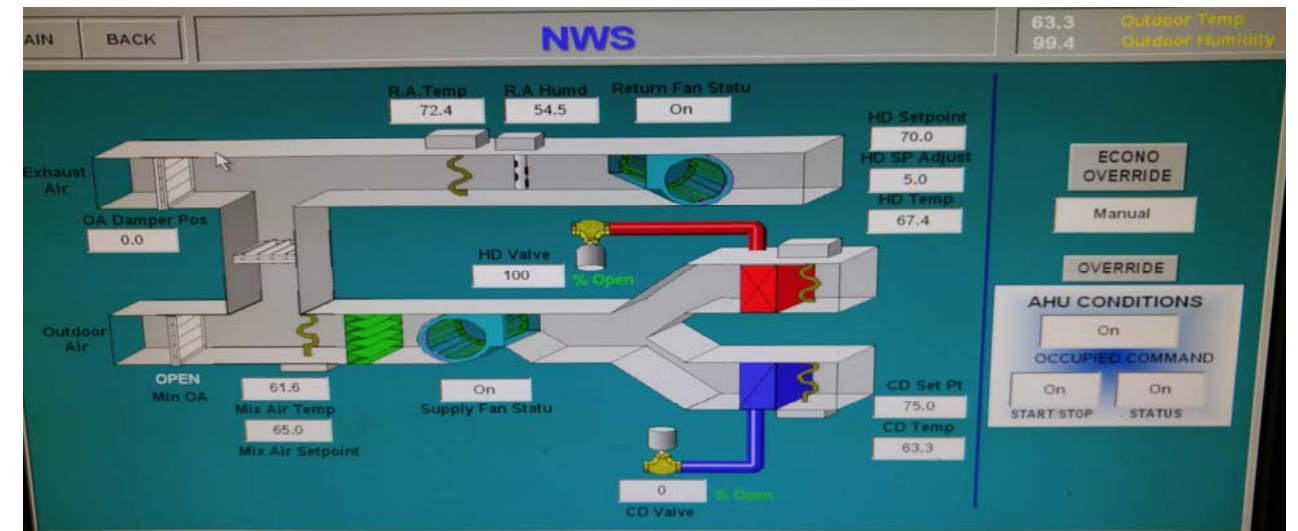 AIN BACK
NWS
63.3 Outdoor Temp
99.4 Outdoor Humidity
R.A.Temp
72.4
R.A Humd
54.5
Return Fan Statu
On
HD Setpoint
70.0
HD SP Adjust
5.0
HD Temp
67.4
Exhaust
Air
OA Damper Pos
0.0
HD Valve
100 % Open
ECONO
OVERRIDE
Manual
OVERRIDE
AHU CONDITIONS
On
OCCUPIED COMMAND
On On
START/STOP STATUS
Outdoor
Air
OPEN
Min OA
61.6
Mix Air Temp
65.0
Mix Air Setpoint
On
Supply Fan Statu
CD Set Pt
75.0
CD Temp
63.3
0 % Open
CD Valve